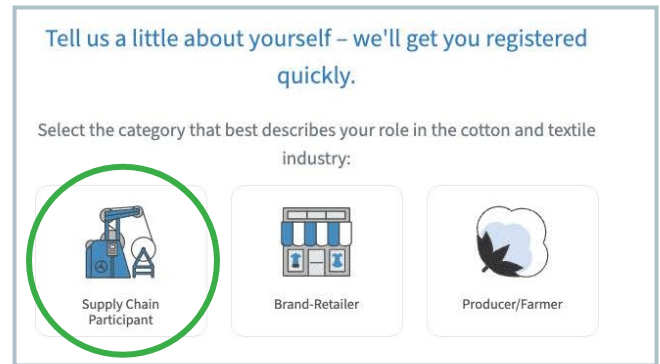 Tell us a little about yourself – we'll get you registered
quickly.
Select the category that best describes your role in the cotton and textile
industry:
Supply Chain
Participant
Brand-Retailer
Producer/Farmer